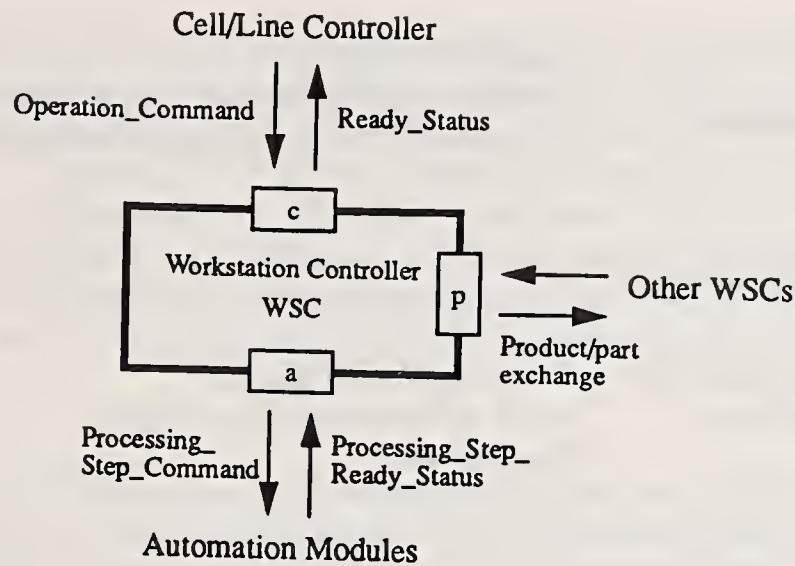 Cell/Line Controller
Operation_Command
Ready_Status
c
Workstation Controller
WSC
p
Other WSCs
Product/part
exchange
a
Processing_
Step_Command
Processing_Step_
Ready_Status
Automation Modules